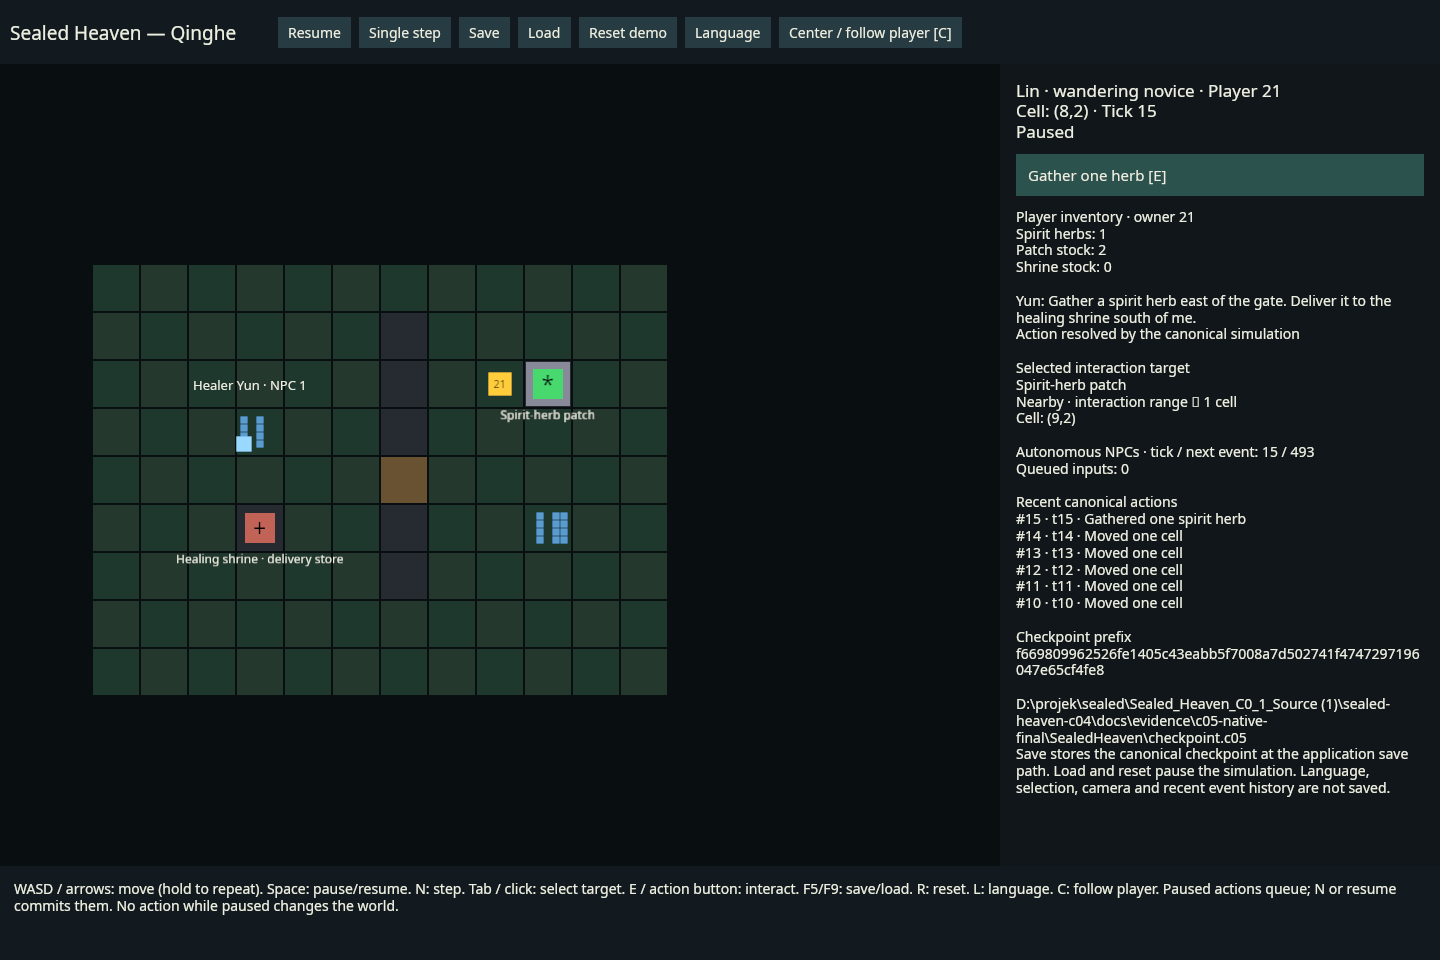 Sealed Heaven — Qinghe
Resume
Single step
Save
Load
Reset demo
Language
Center / follow player [C]
Lin · wandering novice · Player 21
Cell: (8,2) · Tick 15
Paused
Gather one herb [E]
Player inventory · owner 21
Spirit herbs: 1
Patch stock: 2
Shrine stock: 0
Yun: Gather a spirit herb east of the gate. Deliver it to the
healing shrine south of me.
Action resolved by the canonical simulation
Selected interaction target
Spirit-herb patch
Nearby · interaction range ▯ 1 cell
Cell: (9,2)
Autonomous NPCs · tick / next event: 15 / 493
Queued inputs: 0
Recent canonical actions
#15 · t15 · Gathered one spirit herb
#14 · t14 · Moved one cell
#13 · t13 · Moved one cell
#12 · t12 · Moved one cell
#11 · t11 · Moved one cell
#10 · t10 · Moved one cell
Checkpoint prefix
f669809962526fe1405c43eabb5f7008a7d502741f4747297196
047e65cf4fe8
D:\projek\sealed\Sealed_Heaven_C0_1_Source (1)\sealed-
heaven-c04\docs\evidence\c05-native-
final\SealedHeaven\checkpoint.c05
Save stores the canonical checkpoint at the application save
path. Load and reset pause the simulation. Language,
selection, camera and recent event history are not saved.
Healer Yun · NPC 1
21
*
Spirit-herb patch
+
Healing shrine · delivery store
WASD / arrows: move (hold to repeat). Space: pause/resume. N: step. Tab / click: select target. E / action button: interact. F5/F9: save/load. R: reset. L: language. C: follow player. Paused actions queue; N or resume
commits them. No action while paused changes the world.